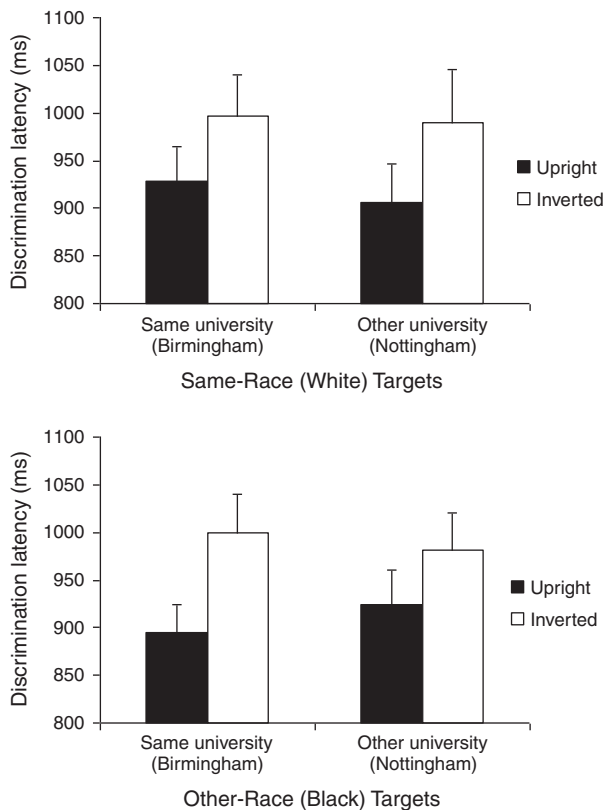 1100
1050
1000
950
900
850
800
Discrimination latency (ms)
Upright
Inverted
Same university
(Birmingham)
Other university
(Nottingham)
Same-Race (White) Targets
1100
1050
1000
950
900
850
800
Discrimination latency (ms)
Upright
Inverted
Same university
(Birmingham)
Other university
(Nottingham)
Other-Race (Black) Targets